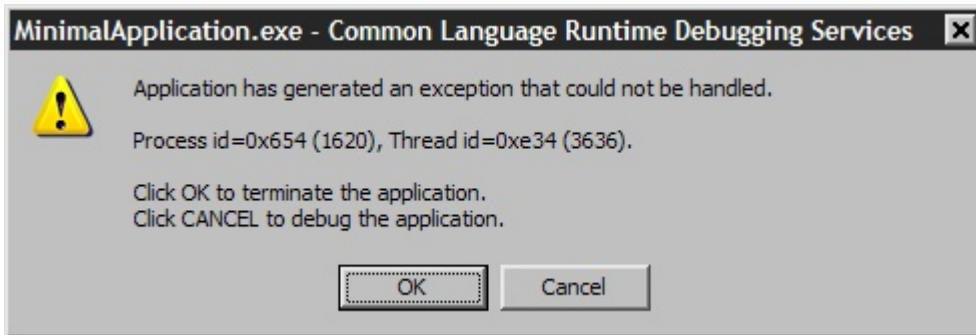 MinimalApplication.exe - Common Language Runtime Debugging Services
Application has generated an exception that could not be handled.
Process id=0x654 (1620), Thread id=0xe34 (3636).
Click OK to terminate the application.
Click CANCEL to debug the application.
OK
Cancel